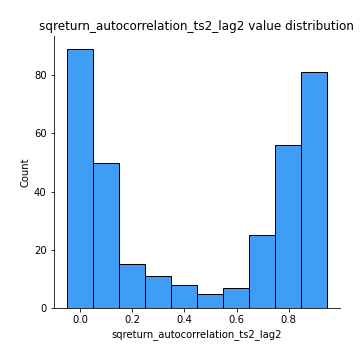 sqreturn_autocorrelation_ts2_lag2 value distribution
80
60
40
20
0
Count
0.0 0.2 0.4 0.6 0.8
sqreturn_autocorrelation_ts2_lag2